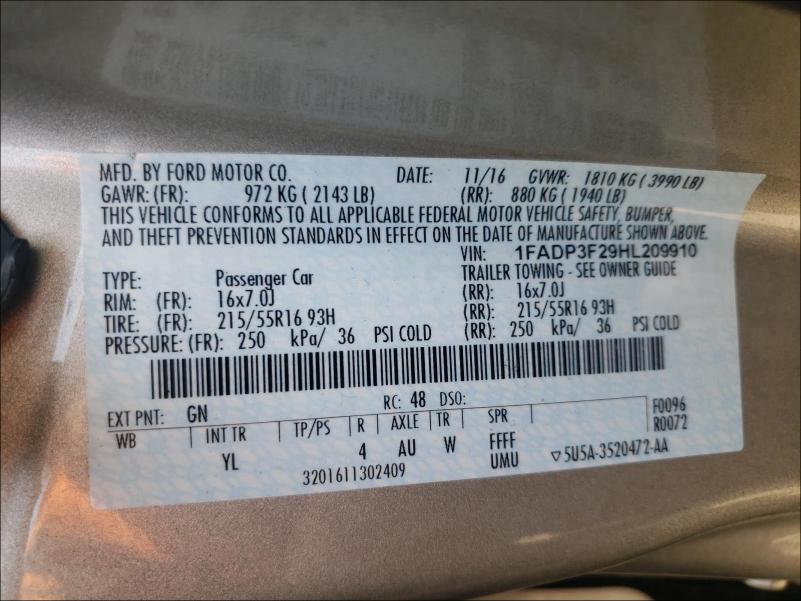 MFD. BY FORD MOTOR CO. DATE: 11/16 GVWR: 1810 KG ( 3990 LB)
GAWR: (FR): 972 KG ( 2143 LB) (RR): 880 KG ( 1940 LB)
THIS VEHICLE CONFORMS TO ALL APPLICABLE FEDERAL MOTOR VEHICLE SAFETY, BUMPER,
AND THEFT PREVENTION STANDARDS IN EFFECT ON THE DATE OF MANUFACTURE SHOWN ABOVE.
VIN: 1FADP3F29HL209910
TYPE: Passenger Car TRAILER TOWING - SEE OWNER GUIDE
RIM: (FR): 16x7.0J (RR): 16x7.0J
TIRE: (FR): 215/55R16 93H (RR): 215/55R16 93H
PRESSURE: (FR): 250 kPa/ 36 PSI COLD (RR): 250 kPa/ 36 PSI COLD
EXT PNT: GN RC: 48 DSO: F0096
WB INT TR TP/PS R AXLE TR SPR R0072
YL 4 AU W FFFF
UMU ▽5U5A-3520472-AA
3201611302409